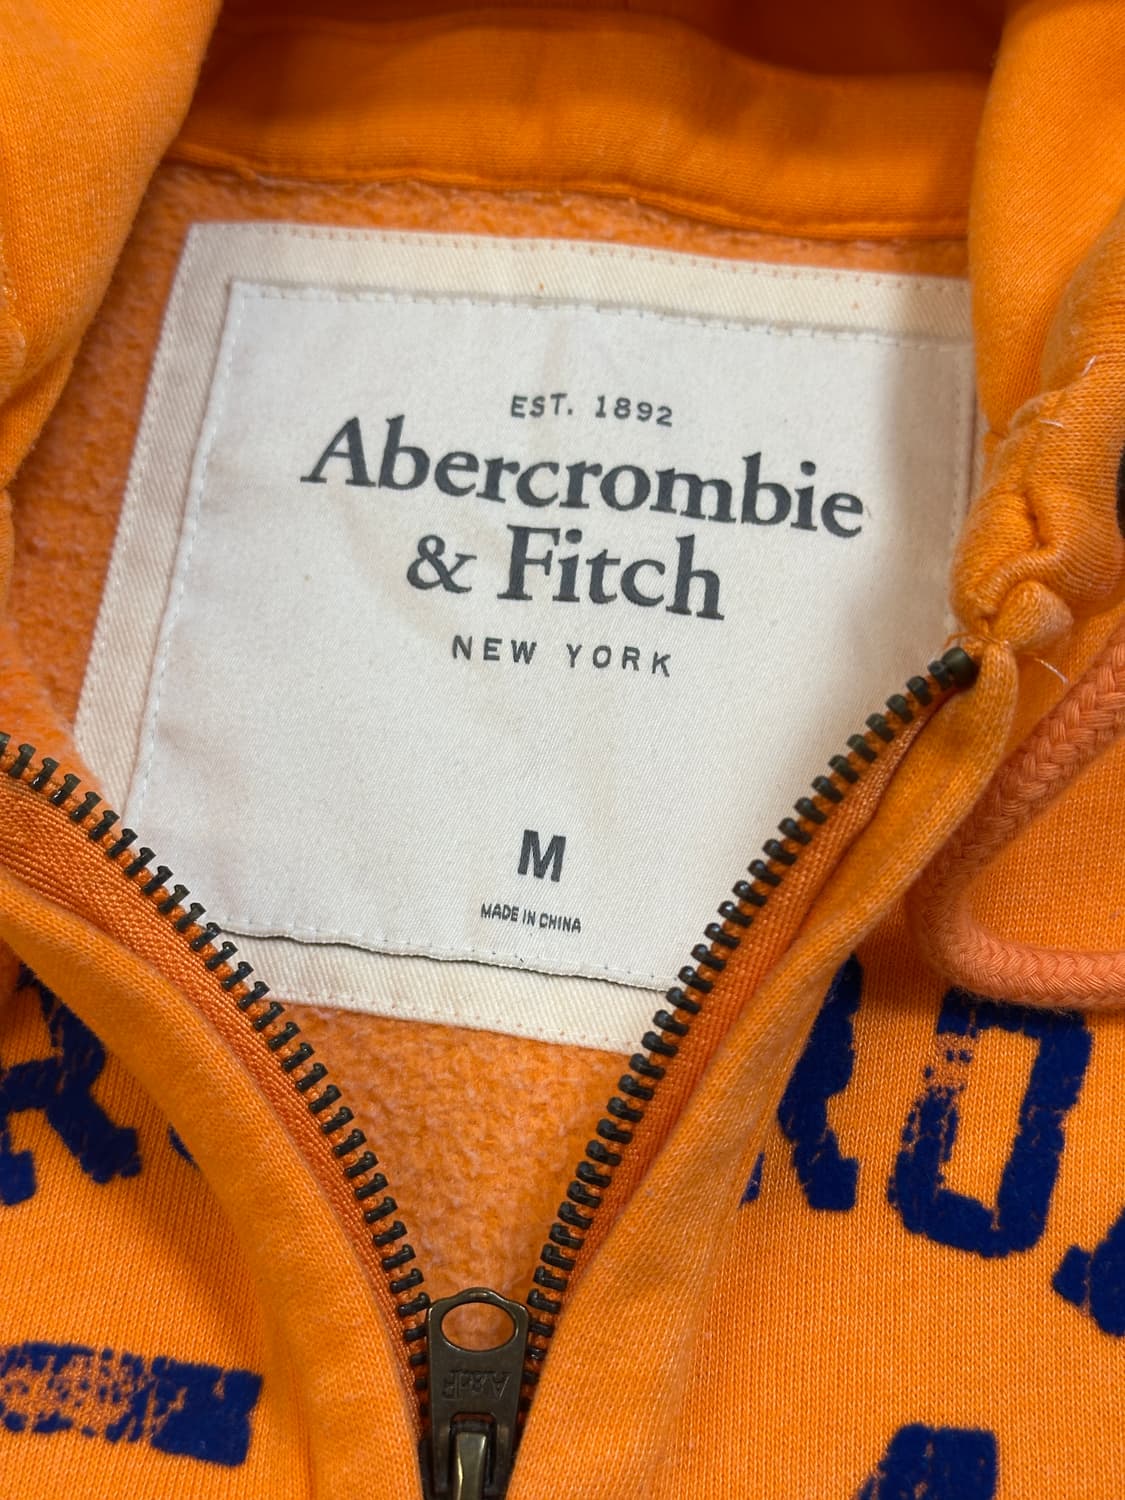 EST. 1892
Abercrombie
& Fitch
NEW YORK
M
MADE IN CHINA
A&F